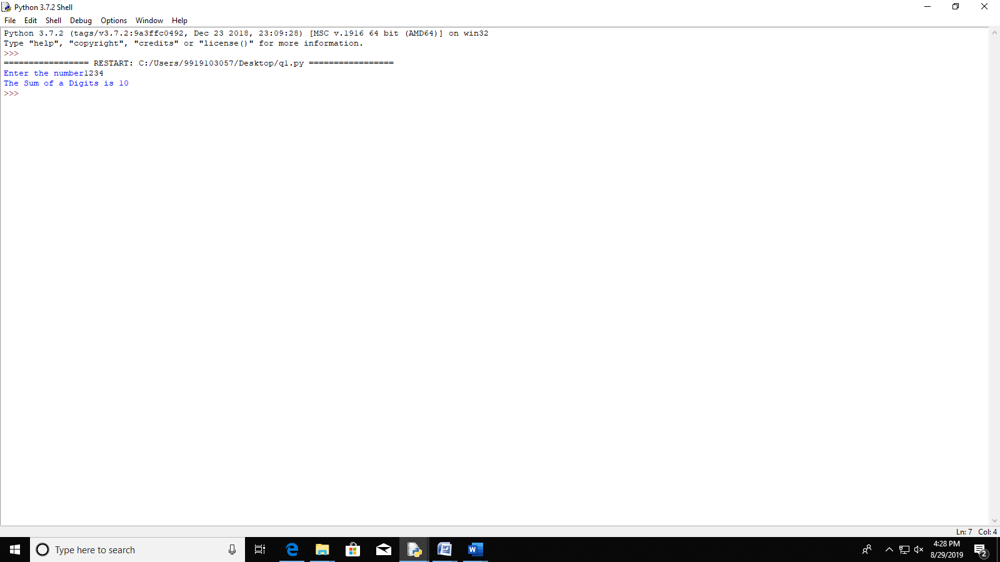 Python 3.7.2 Shell
File Edit Shell Debug Options Window Help
Python 3.7.2 (tags/v3.7.2:9a3ffc0492, Dec 23 2018, 23:09:28) [MSC v.1916 64 bit (AMD64)] on win32
Type "help", "copyright", "credits" or "license()" for more information.
>>>
================= RESTART: C:/Users/9919103057/Desktop/q1.py =================
Enter the number1234
The Sum of a Digits is 10
>>>
Ln: 7 Col: 4
Type here to search
4:28 PM
8/29/2019
2